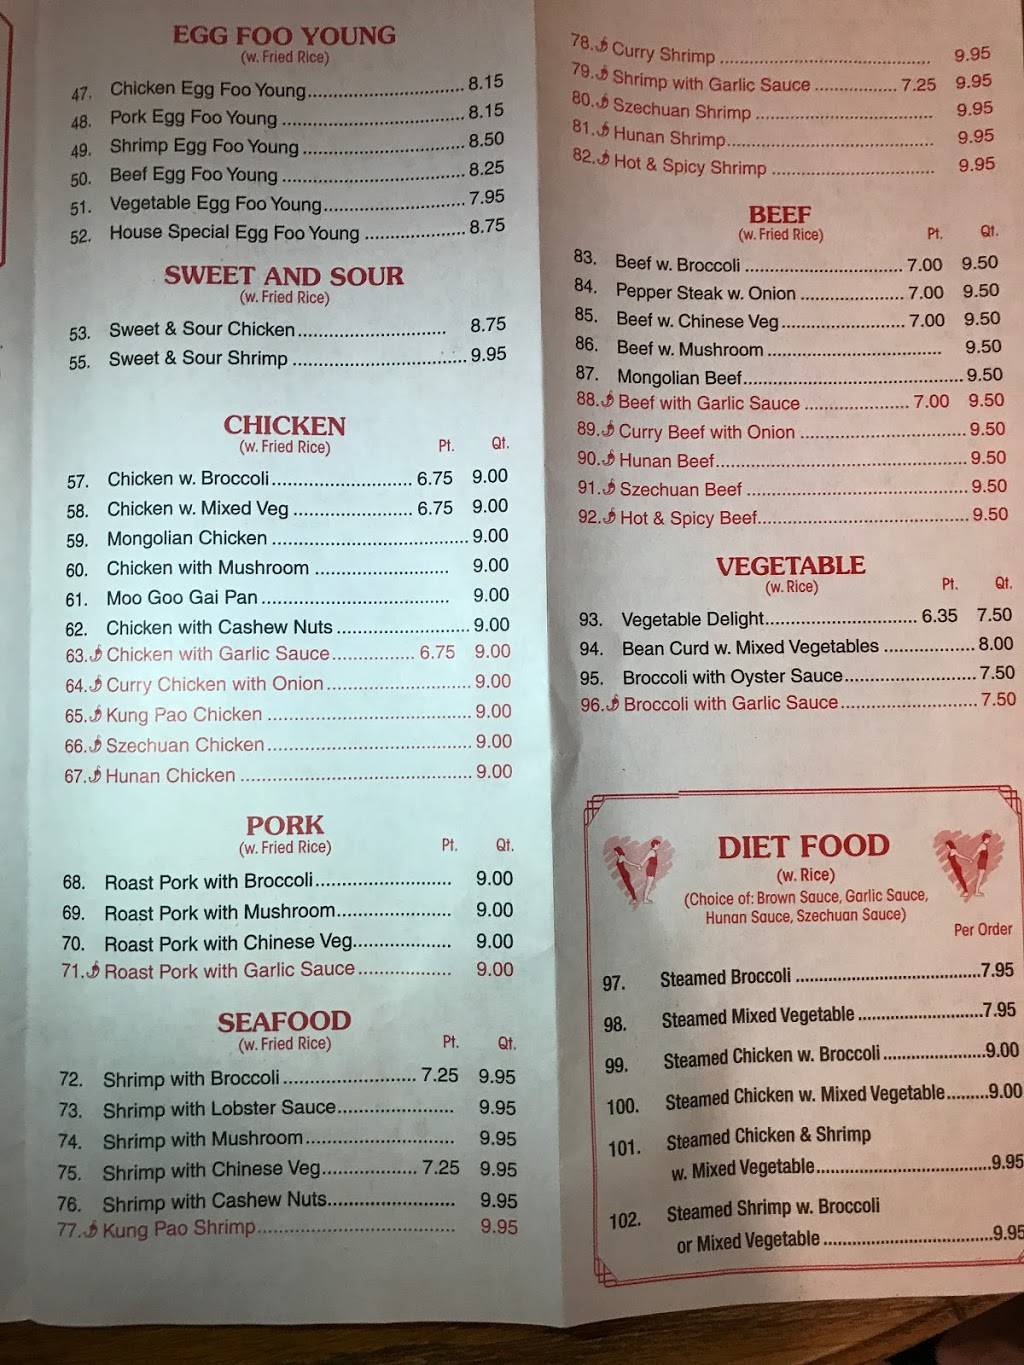 EGG FOO YOUNG
(w. Fried Rice)
47. Chicken Egg Foo Young.............................. 8.15
48. Pork Egg Foo Young ................................... 8.15
49. Shrimp Egg Foo Young ............................... 8.50
50. Beef Egg Foo Young ................................... 8.25
51. Vegetable Egg Foo Young........................... 7.95
52. House Special Egg Foo Young ................... 8.75
SWEET AND SOUR
(w. Fried Rice)
53. Sweet & Sour Chicken ............................ 8.75
55. Sweet & Sour Shrimp ................................. 9.95
CHICKEN
(w. Fried Rice) Pt. Qt.
57. Chicken w. Broccoli........................... 6.75 9.00
58. Chicken w. Mixed Veg ....................... 6.75 9.00
59. Mongolian Chicken ..................................... 9.00
60. Chicken with Mushroom ......................... 9.00
61. Moo Goo Gai Pan ................................... 9.00
62. Chicken with Cashew Nuts ......................... 9.00
63. Chicken with Garlic Sauce................ 6.75 9.00
64. Curry Chicken with Onion........................... 9.00
65. Kung Pao Chicken ...................................... 9.00
66. Szechuan Chicken...................................... 9.00
67. Hunan Chicken ........................................... 9.00
PORK
(w. Fried Rice) Pt. Qt.
68. Roast Pork with Broccoli.......................... 9.00
69. Roast Pork with Mushroom...................... 9.00
70. Roast Pork with Chinese Veg................... 9.00
71. Roast Pork with Garlic Sauce .................. 9.00
SEAFOOD
(w. Fried Rice) Pt. Qt.
72. Shrimp with Broccoli ......................... 7.25 9.95
73. Shrimp with Lobster Sauce...................... 9.95
74. Shrimp with Mushroom ............................ 9.95
75. Shrimp with Chinese Veg.................. 7.25 9.95
76. Shrimp with Cashew Nuts........................ 9.95
77. Kung Pao Shrimp..................................... 9.95
78. Curry Shrimp ........................................ 9.95
79. Shrimp with Garlic Sauce ................ 7.25 9.95
80. Szechuan Shrimp .................................. 9.95
81. Hunan Shrimp........................................ 9.95
82. Hot & Spicy Shrimp ............................... 9.95
BEEF
(w. Fried Rice) Pt. Qt.
83. Beef w. Broccoli .............................. 7.00 9.50
84. Pepper Steak w. Onion .................... 7.00 9.50
85. Beef w. Chinese Veg........................ 7.00 9.50
86. Beef w. Mushroom ................................. 9.50
87. Mongolian Beef.......................................... 9.50
88. Beef with Garlic Sauce .................... 7.00 9.50
89. Curry Beef with Onion ................................ 9.50
90. Hunan Beef................................................ 9.50
91. Szechuan Beef .......................................... 9.50
92. Hot & Spicy Beef........................................ 9.50
VEGETABLE
(w. Rice) Pt. Qt.
93. Vegetable Delight............................. 6.35 7.50
94. Bean Curd w. Mixed Vegetables ................. 8.00
95. Broccoli with Oyster Sauce......................... 7.50
96. Broccoli with Garlic Sauce.......................... 7.50
DIET FOOD
(w. Rice)
(Choice of: Brown Sauce, Garlic Sauce,
Hunan Sauce, Szechuan Sauce)
Per Order
97. Steamed Broccoli .....................................7.95
98. Steamed Mixed Vegetable .........................7.95
99. Steamed Chicken w. Broccoli.....................9.00
100. Steamed Chicken w. Mixed Vegetable.........9.00
101. Steamed Chicken & Shrimp
w. Mixed Vegetable....................................9.95
102. Steamed Shrimp w. Broccoli
or Mixed Vegetable ...................................9.95